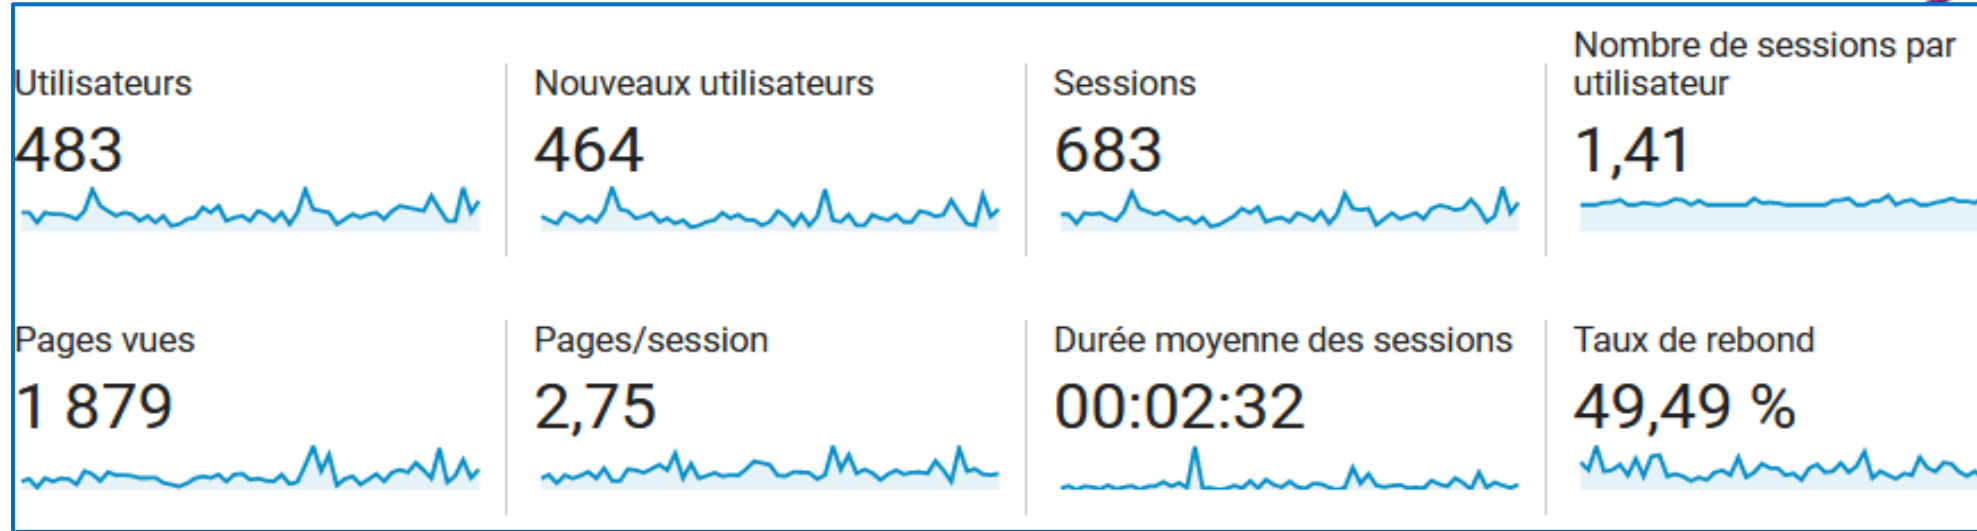 Utilisateurs
483
Nouveaux utilisateurs
464
Sessions
683
Nombre de sessions par
utilisateur
1,41
Pages vues
1 879
Pages/session
2,75
Durée moyenne des sessions
00:02:32
Taux de rebond
49,49 %